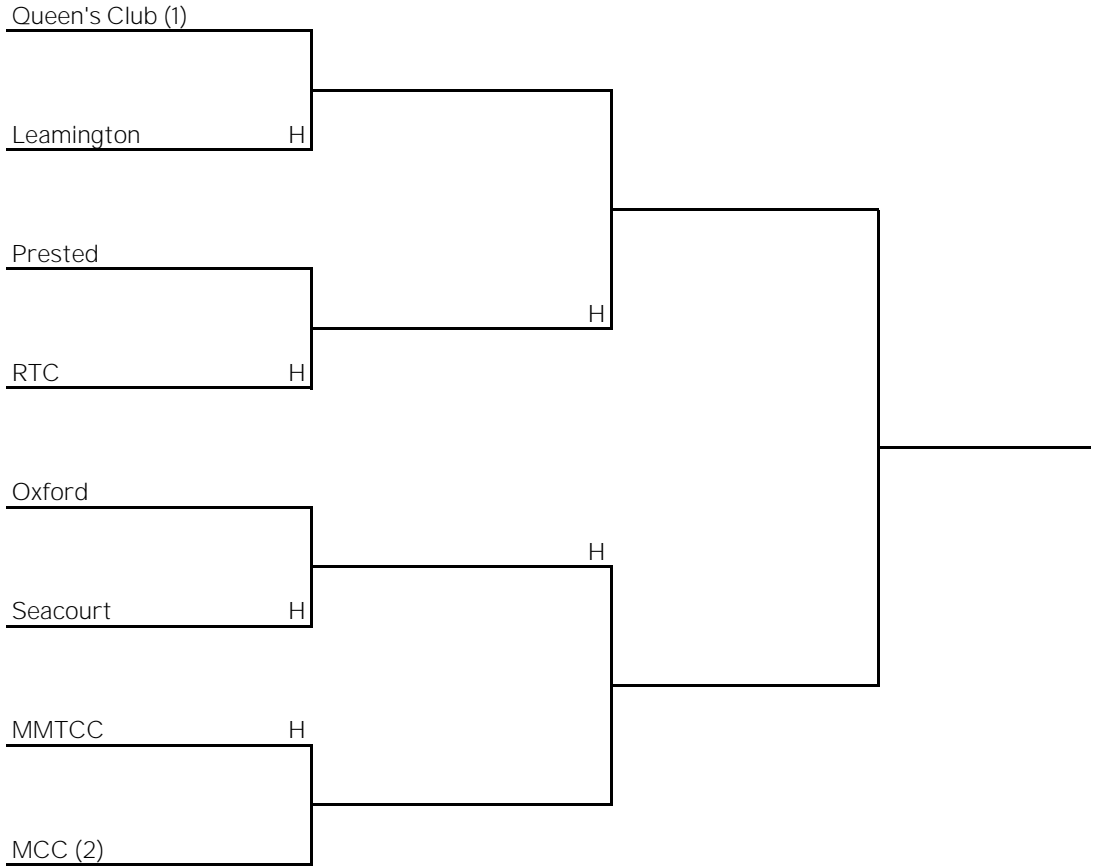 Queen's Club (1)
Leamington H
Prested
H
RTC H
Oxford
H
Seacourt H
MMTCC H
MCC (2)